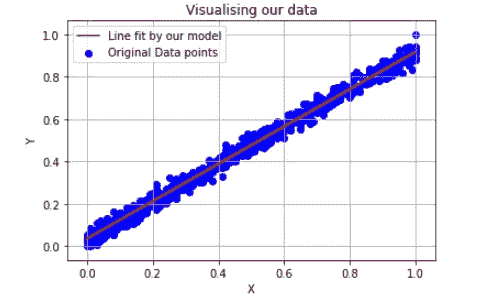 Visualising our data
Line fit by our model
Original Data points
1.0
0.8
0.6
0.4
0.2
0.0
Y
0.0 0.2 0.4 0.6 0.8 1.0
X